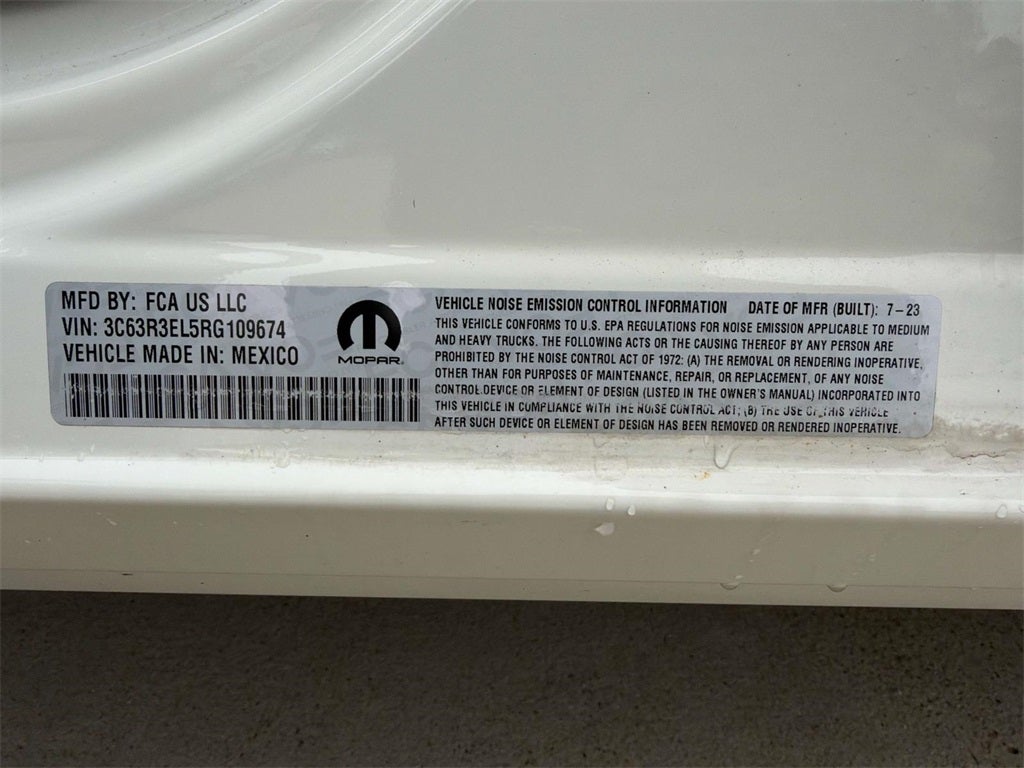 MFD BY: FCA US LLC
VIN: 3C63R3EL5RG109674
VEHICLE MADE IN: MEXICO
MOPAR
VEHICLE NOISE EMISSION CONTROL INFORMATION DATE OF MFR (BUILT): 7-23
THIS VEHICLE CONFORMS TO U.S. EPA REGULATIONS FOR NOISE EMISSION APPLICABLE TO MEDIUM
AND HEAVY TRUCKS. THE FOLLOWING ACTS OR THE CAUSING THEREOF BY ANY PERSON ARE
PROHIBITED BY THE NOISE CONTROL ACT OF 1972: (A) THE REMOVAL OR RENDERING INOPERATIVE,
OTHER THAN FOR PURPOSES OF MAINTENANCE, REPAIR, OR REPLACEMENT, OF ANY NOISE
CONTROL DEVICE OR ELEMENT OF DESIGN (LISTED IN THE OWNER'S MANUAL) INCORPORATED INTO
THIS VEHICLE IN COMPLIANCE WITH THE NOISE CONTROL ACT; (B) THE USE OF THIS VEHICLE
AFTER SUCH DEVICE OR ELEMENT OF DESIGN HAS BEEN REMOVED OR RENDERED INOPERATIVE.